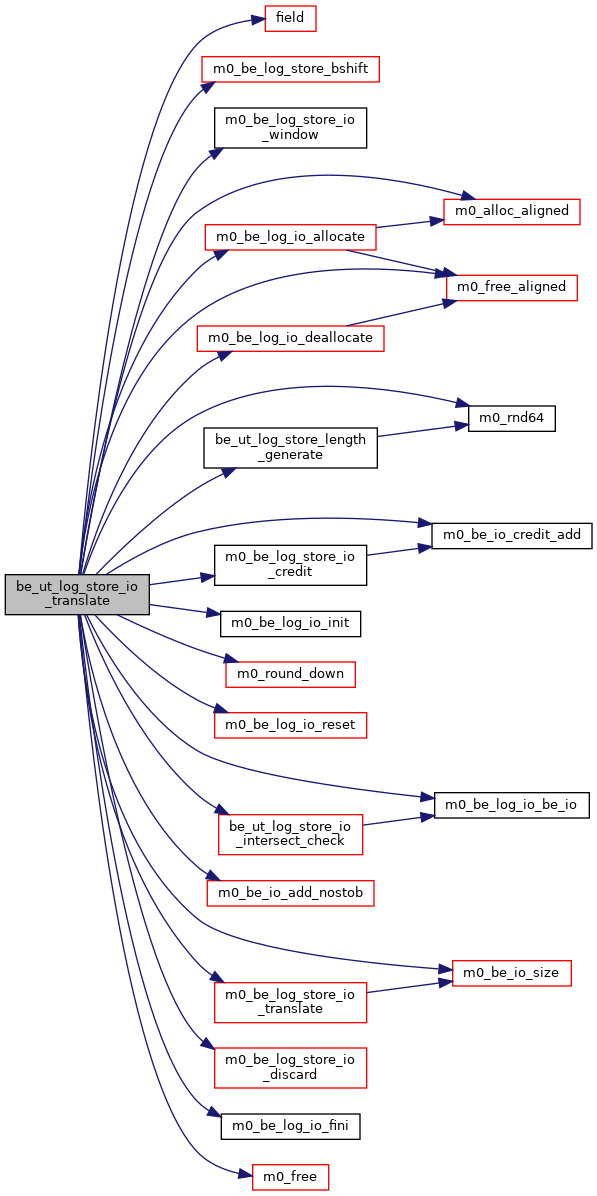 field
m0_be_log_store_bshift
m0_be_log_store_io
_window
m0_alloc_aligned
m0_be_log_io_allocate
m0_free_aligned
m0_be_log_io_deallocate
m0_rnd64
be_ut_log_store_length
_generate
m0_be_io_credit_add
m0_be_log_store_io
_credit
be_ut_log_store_io
_translate
m0_be_log_io_init
m0_round_down
m0_be_log_io_reset
m0_be_log_io_be_io
be_ut_log_store_io
_intersect_check
m0_be_io_add_nostob
m0_be_io_size
m0_be_log_store_io
_translate
m0_be_log_store_io
_discard
m0_be_log_io_fini
m0_free